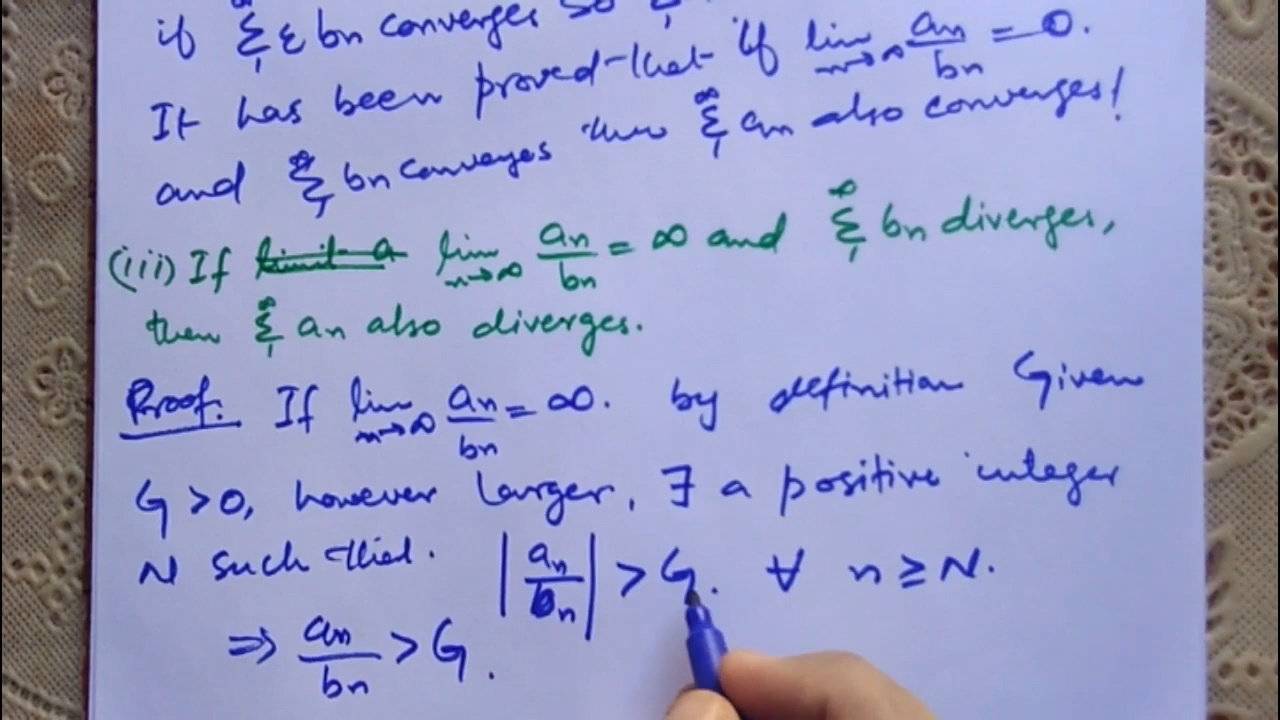 if ∞Σ1 Σ bn converges so Σ
It has been proved that if lim n→∞ an/bn = 0.
and ∞Σ1 bn converges then ∞Σ1 an also converges!
(iii) If limit a lim n→∞ an/bn = ∞ and ∞Σ1 bn diverges,
then ∞Σ1 an also diverges.
Proof: If lim n→∞ an/bn = ∞. by definition Given
G > 0, however larger, ∃ a positive integer
N such that. |an/bn| > G. ∀ n ≥ N.
⇒ an/bn > G.